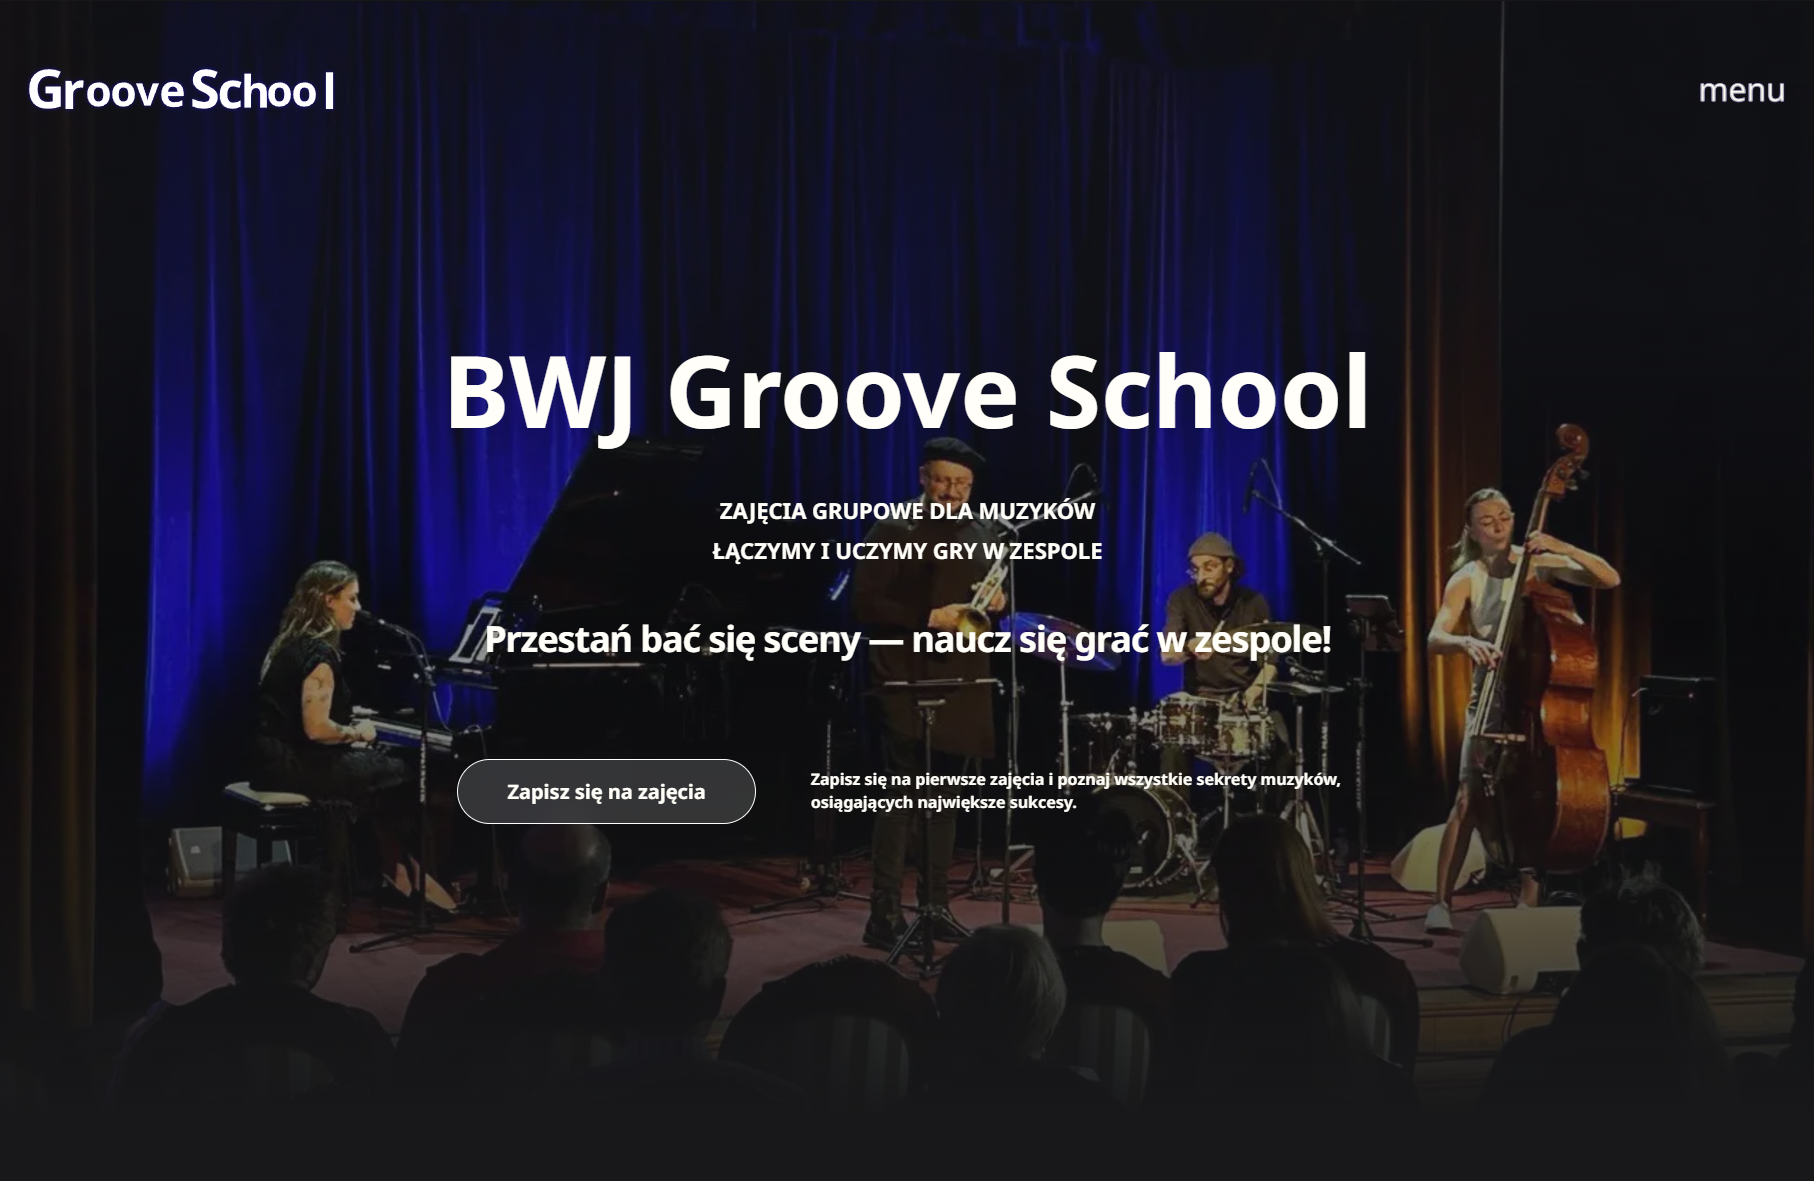 Groove School
menu
BWJ Groove School
ZAJĘCIA GRUPOWE DLA MUZYKÓW
ŁĄCZYMY I UCZYMY GRY W ZESPOLE
Przestań bać się sceny — naucz się grać w zespole!
Zapisz się na zajęcia
Zapisz się na pierwsze zajęcia i poznaj wszystkie sekrety muzyków,
osiągających największe sukcesy.